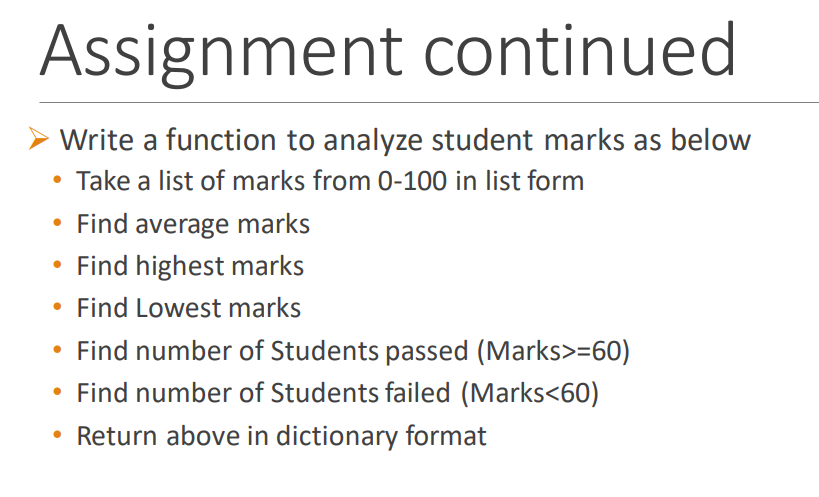 Assignment continued
Write a function to analyze student marks as below
Take a list of marks from 0-100 in list form
Find average marks
Find highest marks
Find Lowest marks
Find number of Students passed (Marks>=60)
Find number of Students failed (Marks<60)
Return above in dictionary format